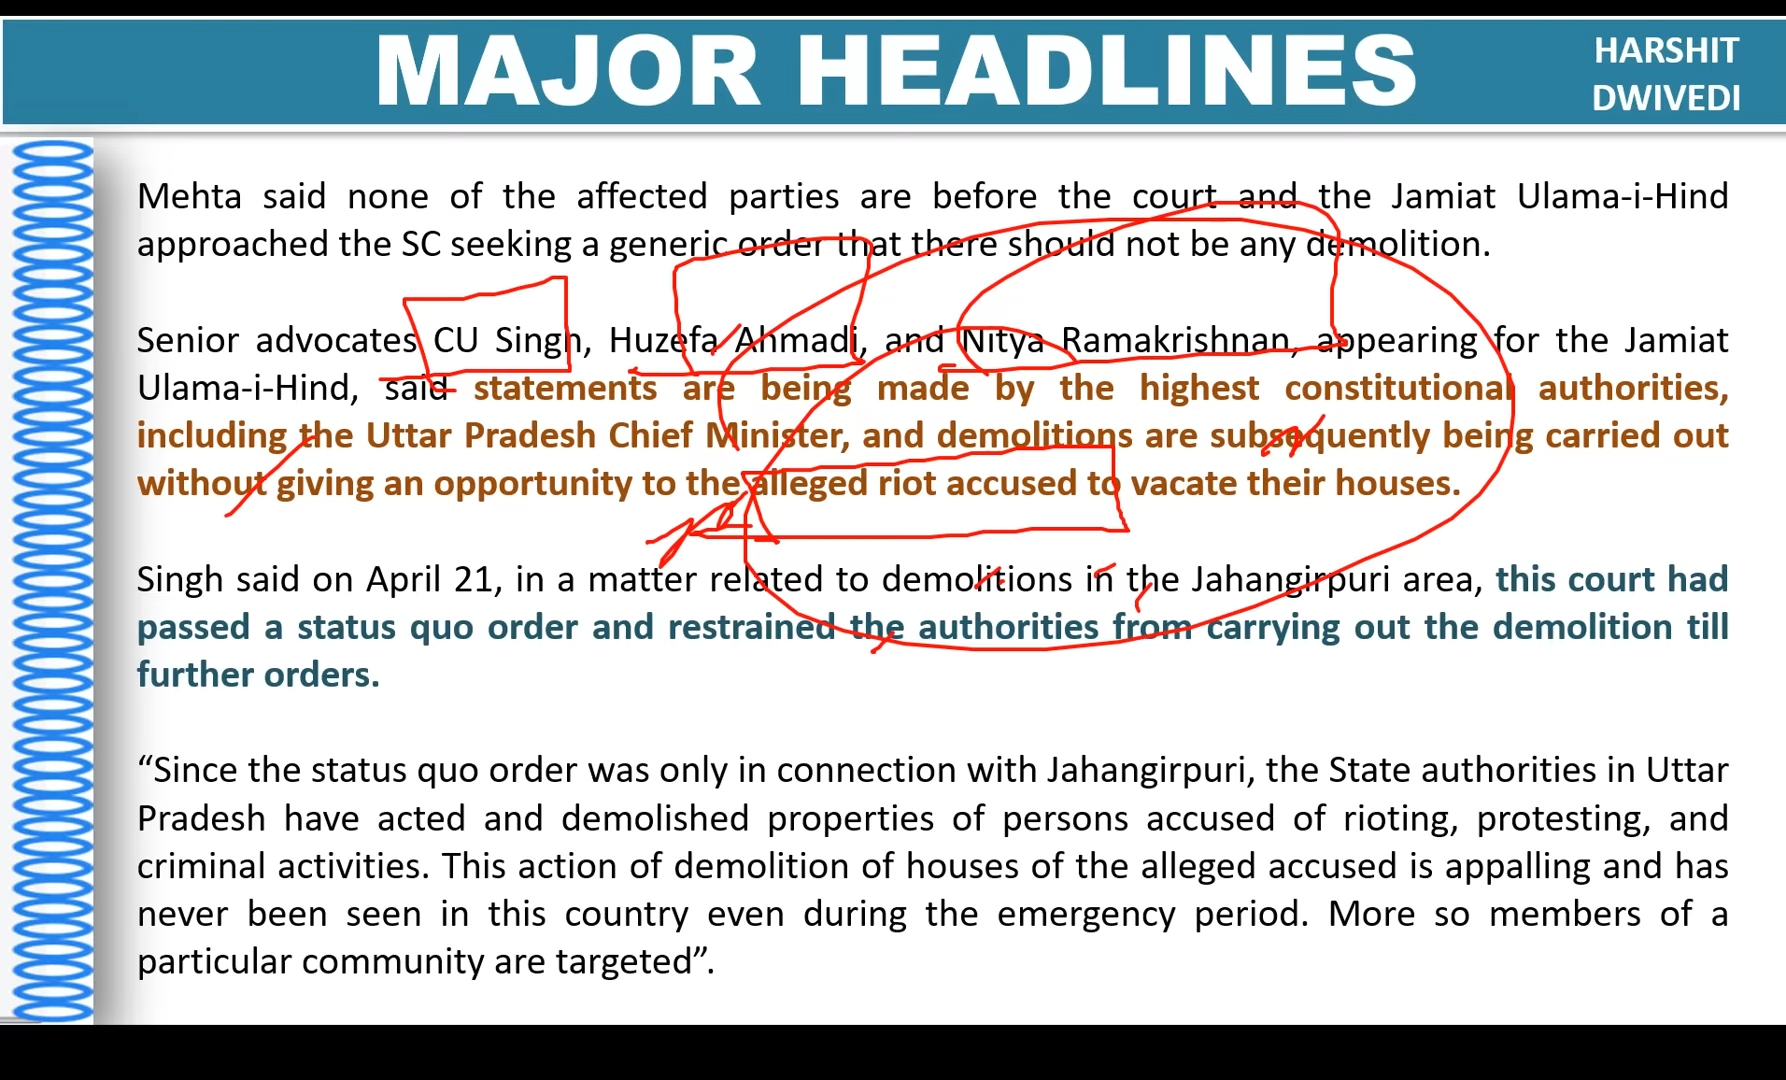 MAJOR HEADLINES
HARSHIT
DWIVEDI
Mehta said none of the affected parties are before the court and the Jamiat Ulama-i-Hind
approached the SC seeking a generic order that there should not be any demolition.
Senior advocates CU Singh, Huzefa Ahmadi, and Nitya Ramakrishnan, appearing for the Jamiat
Ulama-i-Hind, said statements are being made by the highest constitutional authorities,
including the Uttar Pradesh Chief Minister, and demolitions are subsequently being carried out
without giving an opportunity to the alleged riot accused to vacate their houses.
Singh said on April 21, in a matter related to demolitions in the Jahangirpuri area, this court had
passed a status quo order and restrained the authorities from carrying out the demolition till
further orders.
“Since the status quo order was only in connection with Jahangirpuri, the State authorities in Uttar
Pradesh have acted and demolished properties of persons accused of rioting, protesting, and
criminal activities. This action of demolition of houses of the alleged accused is appalling and has
never been seen in this country even during the emergency period. More so members of a
particular community are targeted”.